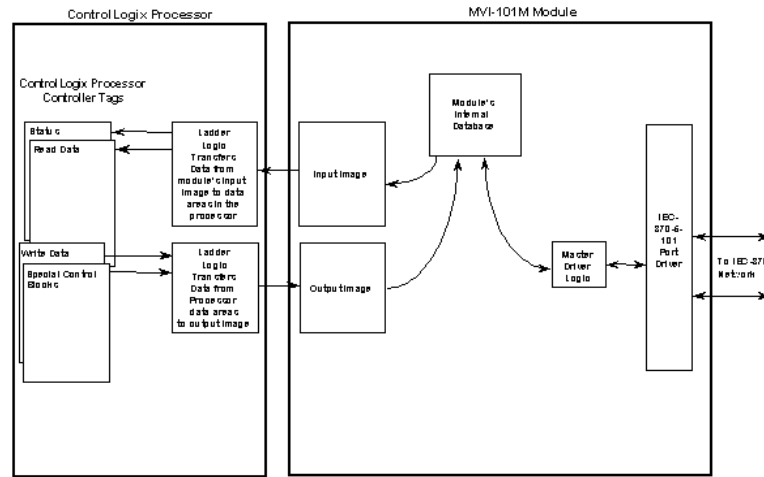 Control Logix Processor
MVI-101M Module
Control Logix Processor
Controller Tags
Status
Read Data
Ladder
Logic
Transfers
Data from
module's input
image to data
area in the
processor
Input Image
Module's
Internal
Database
Write Data
Special Control
Blocks
Ladder
Logic
Transfers
Data from
Processor
data areas
to output image
Output Image
Master
Driver
Logic
IEC-
870-5-
101
Port
Driver
To IEC-870
Network